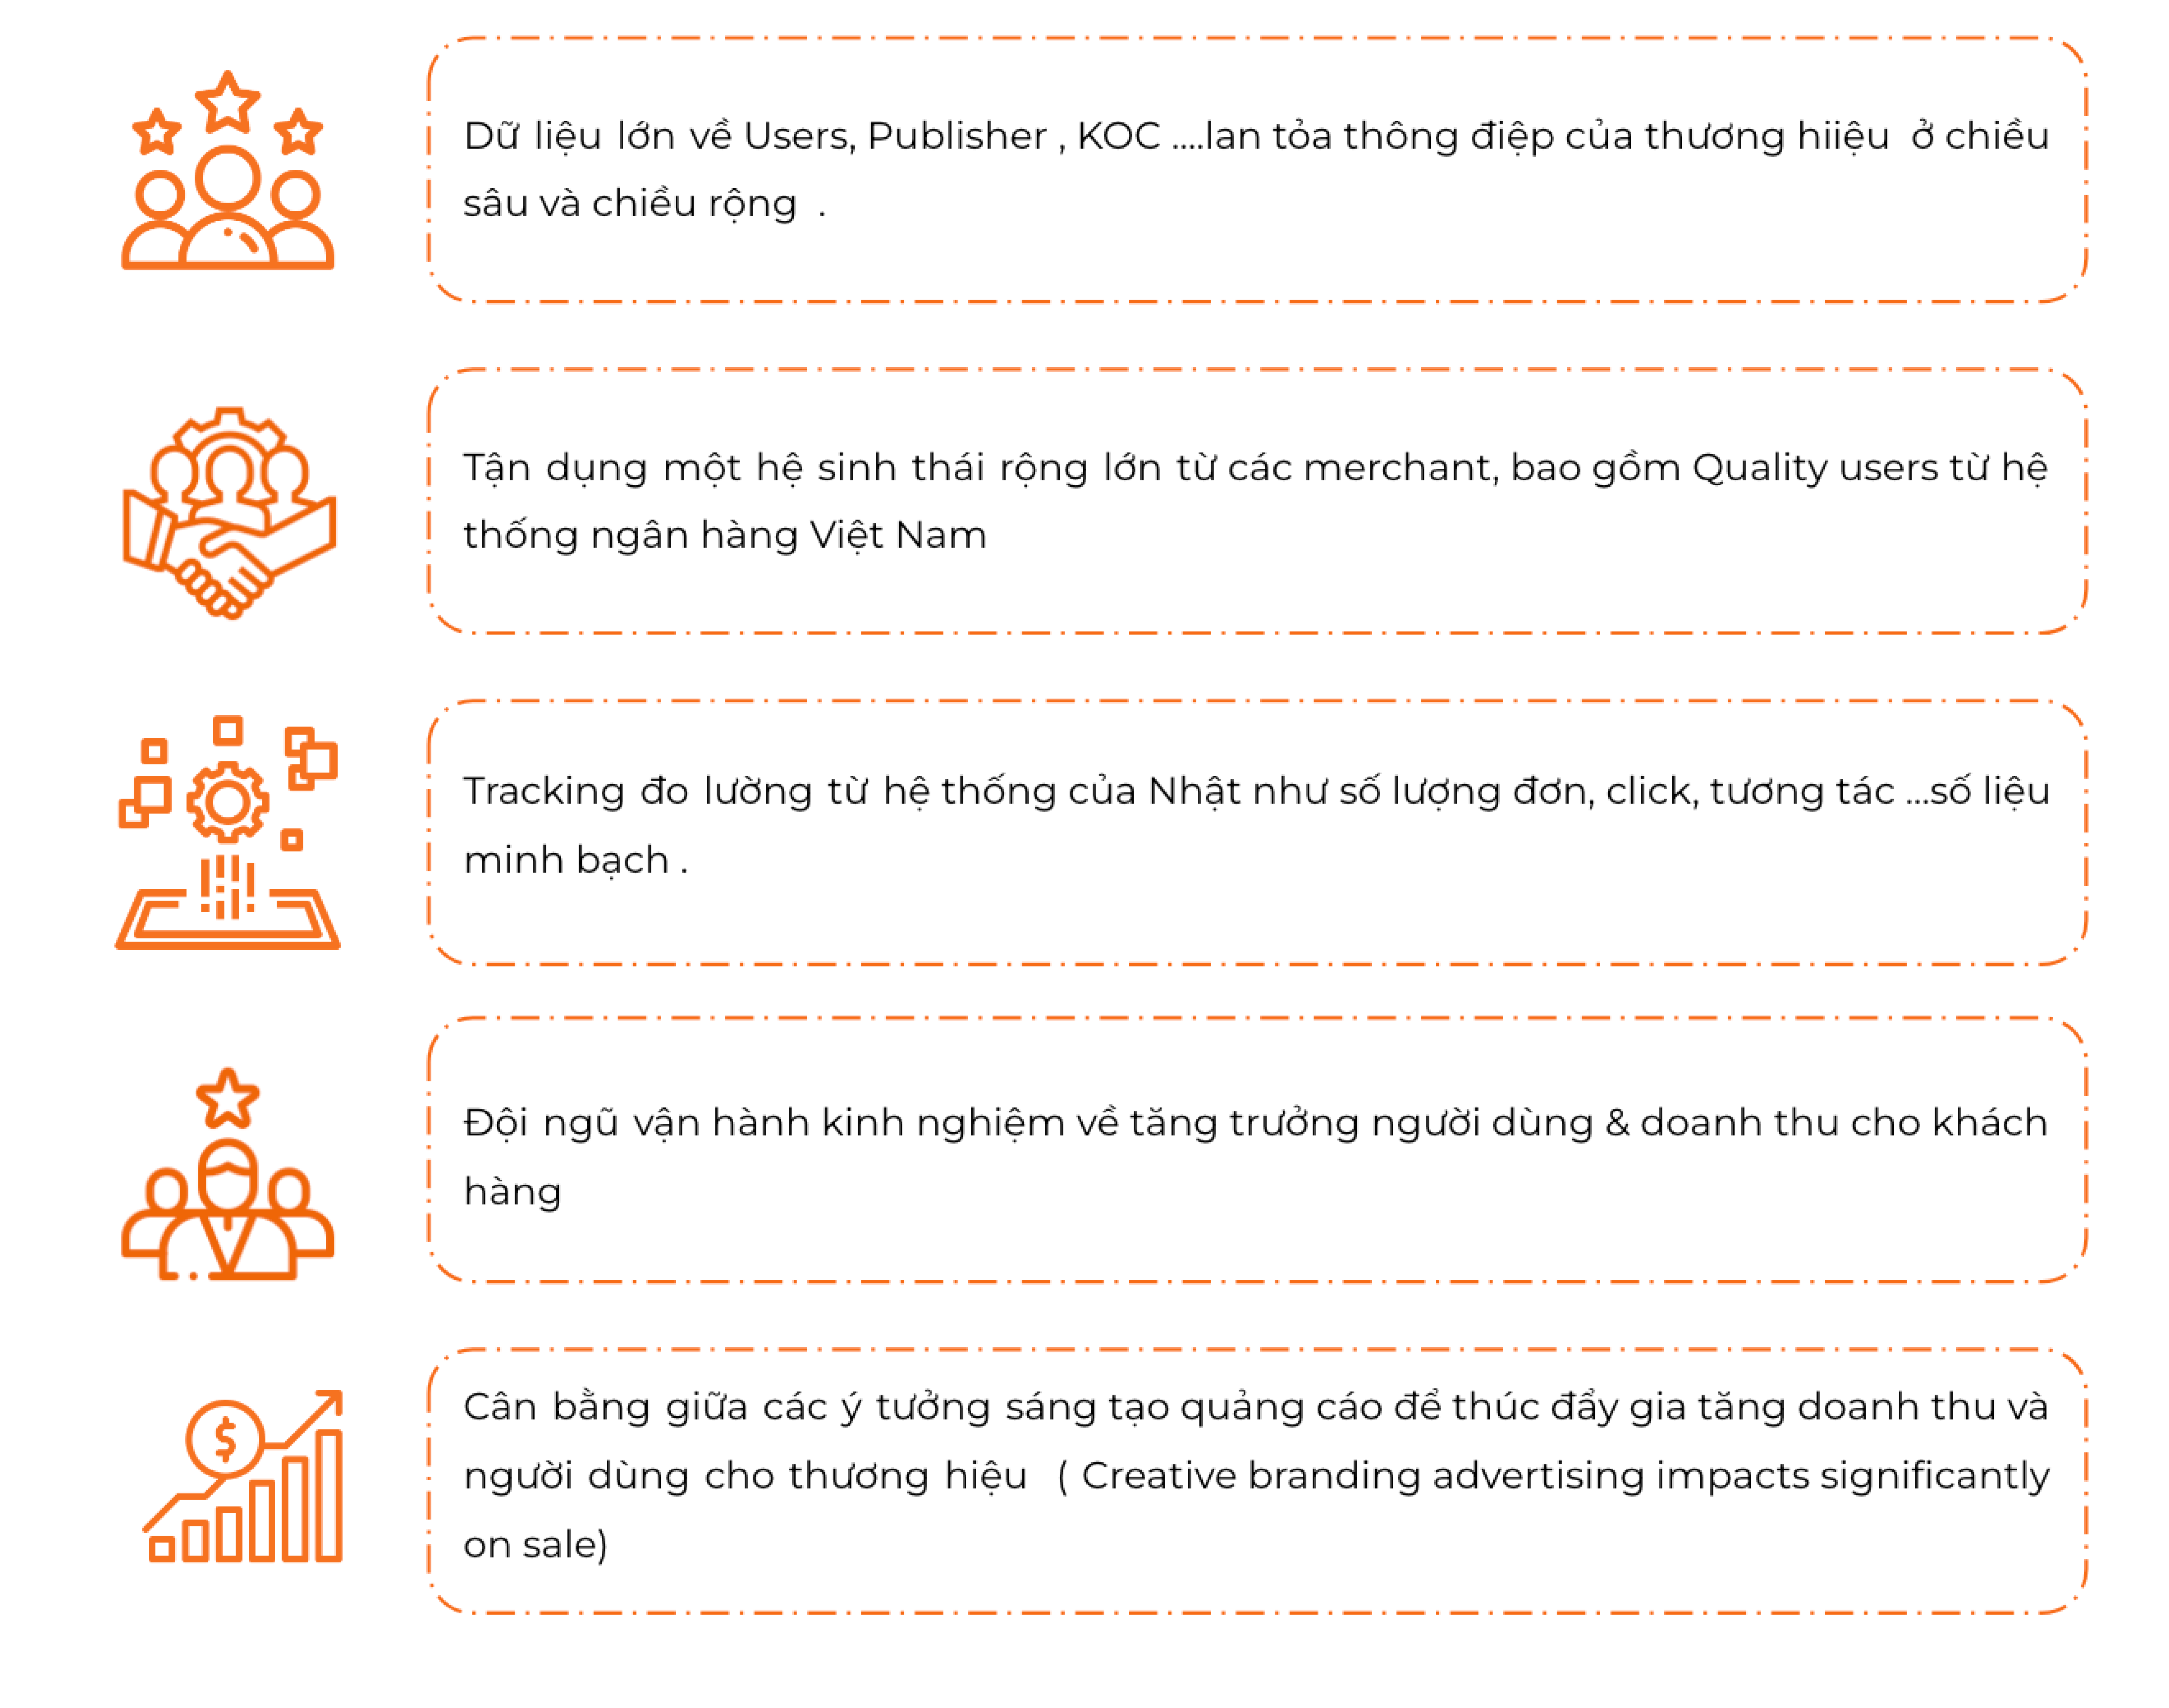 Dữ liệu lớn về Users, Publisher , KOC ....lan tỏa thông điệp của thương hiiệu ở chiều
sâu và chiều rộng .
Tận dụng một hệ sinh thái rộng lớn từ các merchant, bao gồm Quality users từ hệ
thống ngân hàng Việt Nam
Tracking đo lường từ hệ thống của Nhật như số lượng đơn, click, tương tác ...số liệu
minh bạch .
Đội ngũ vận hành kinh nghiệm về tăng trưởng người dùng & doanh thu cho khách
hàng
Cân bằng giữa các ý tưởng sáng tạo quảng cáo để thúc đẩy gia tăng doanh thu và
người dùng cho thương hiệu ( Creative branding advertising impacts significantly
on sale)